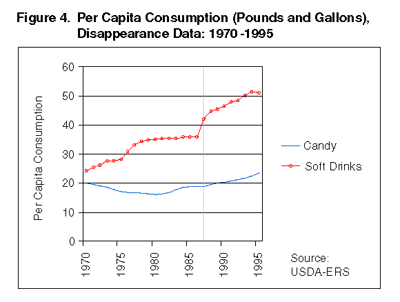 Figure 4. Per Capita Consumption (Pounds and Gallons),
Disappearance Data: 1970 -1995
Per Capita Consumption
60
50
40
30
20
10
0
1970
1975
1980
1985
1990
1995
Candy
Soft Drinks
Source:
USDA-ERS